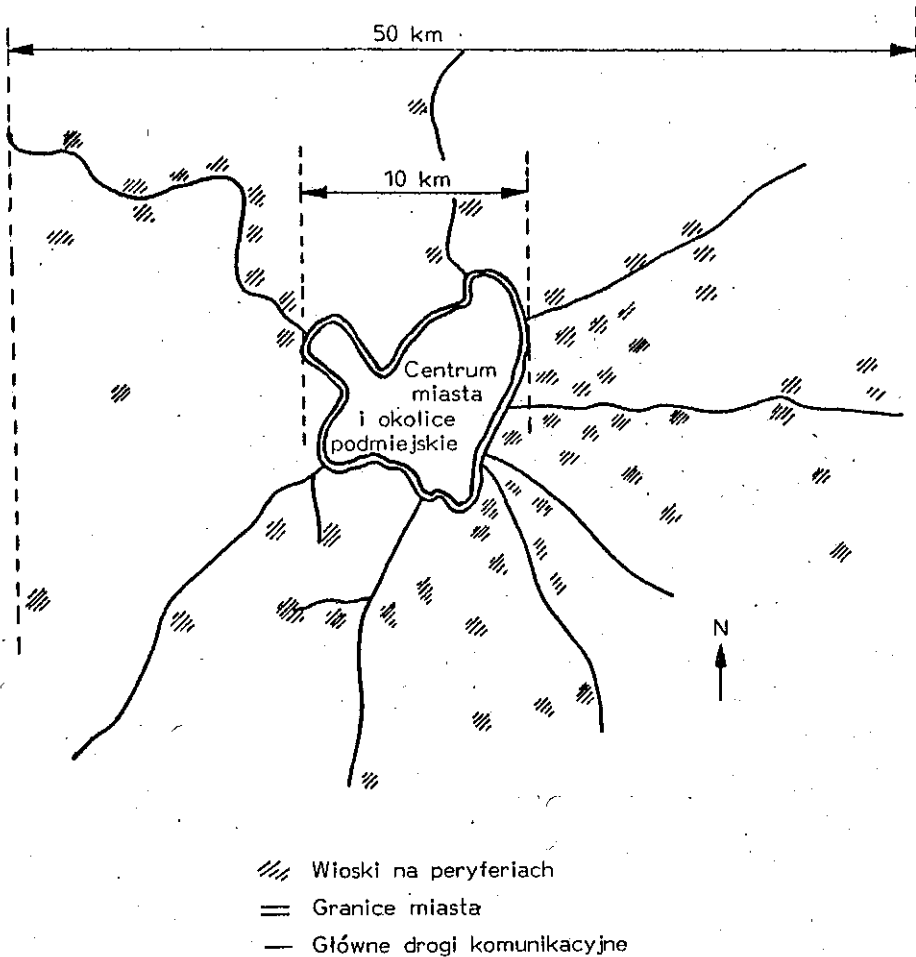 50 km
10 km
Centrum
miasta
i okolice
podmiejskie
N
Wioski na peryferiach
Granice miasta
Główne drogi komunikacyjne